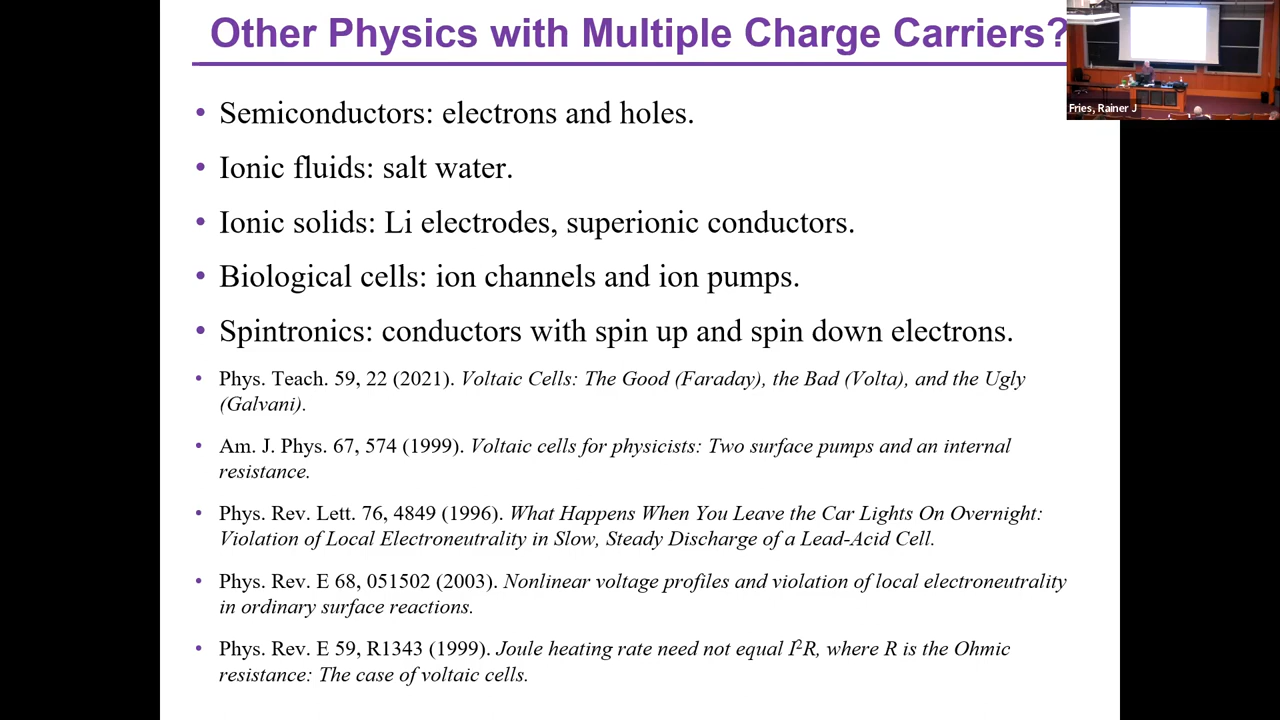 Other Physics with Multiple Charge Carriers?
Fries, Rainer J
• Semiconductors: electrons and holes.
• Ionic fluids: salt water.
• Ionic solids: Li electrodes, superionic conductors.
• Biological cells: ion channels and ion pumps.
• Spintronics: conductors with spin up and spin down electrons.
• Phys. Teach. 59, 22 (2021). Voltaic Cells: The Good (Faraday), the Bad (Volta), and the Ugly
(Galvani).
• Am. J. Phys. 67, 574 (1999). Voltaic cells for physicists: Two surface pumps and an internal
resistance.
• Phys. Rev. Lett. 76, 4849 (1996). What Happens When You Leave the Car Lights On Overnight:
Violation of Local Electroneutrality in Slow, Steady Discharge of a Lead-Acid Cell.
• Phys. Rev. E 68, 051502 (2003). Nonlinear voltage profiles and violation of local electroneutrality
in ordinary surface reactions.
• Phys. Rev. E 59, R1343 (1999). Joule heating rate need not equal I²R, where R is the Ohmic
resistance: The case of voltaic cells.